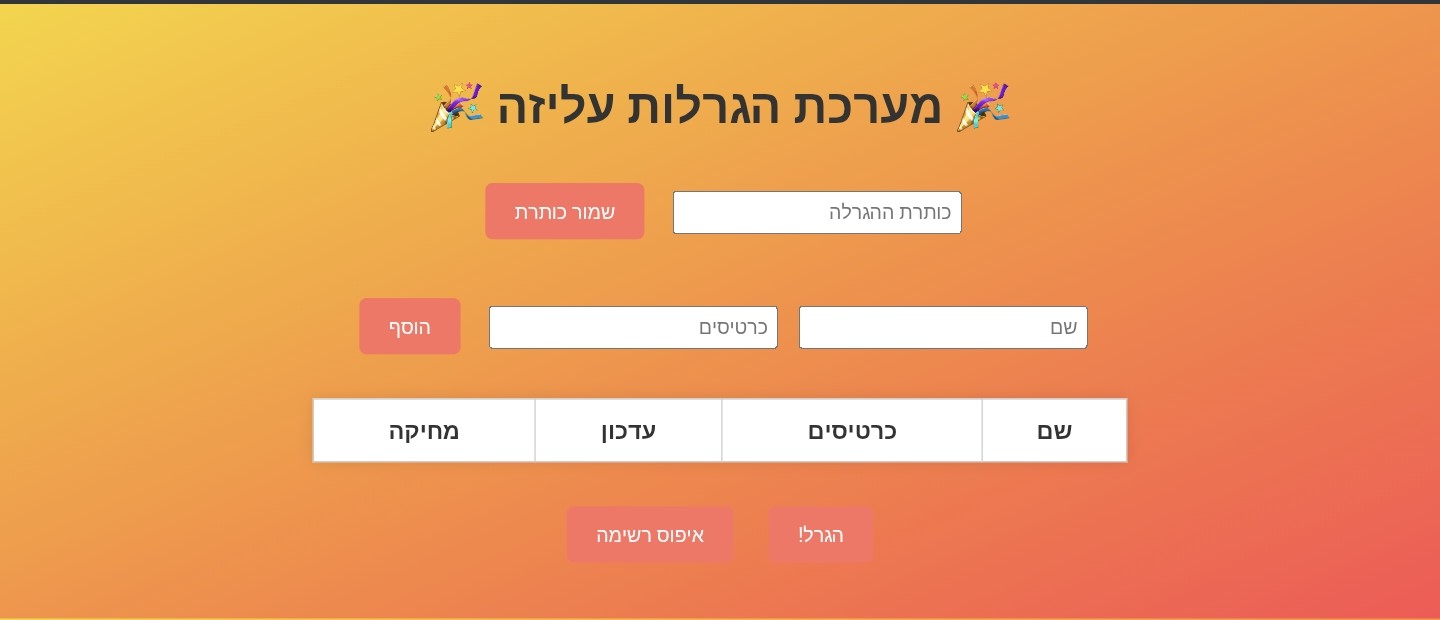 🎉 מערכת הגרלות עליזה 🎉
כותרת ההגרלה שמור כותרת
שם כרטיסים הוסף
שם כרטיסים עדכון מחיקה
הגרל! איפוס רשימה